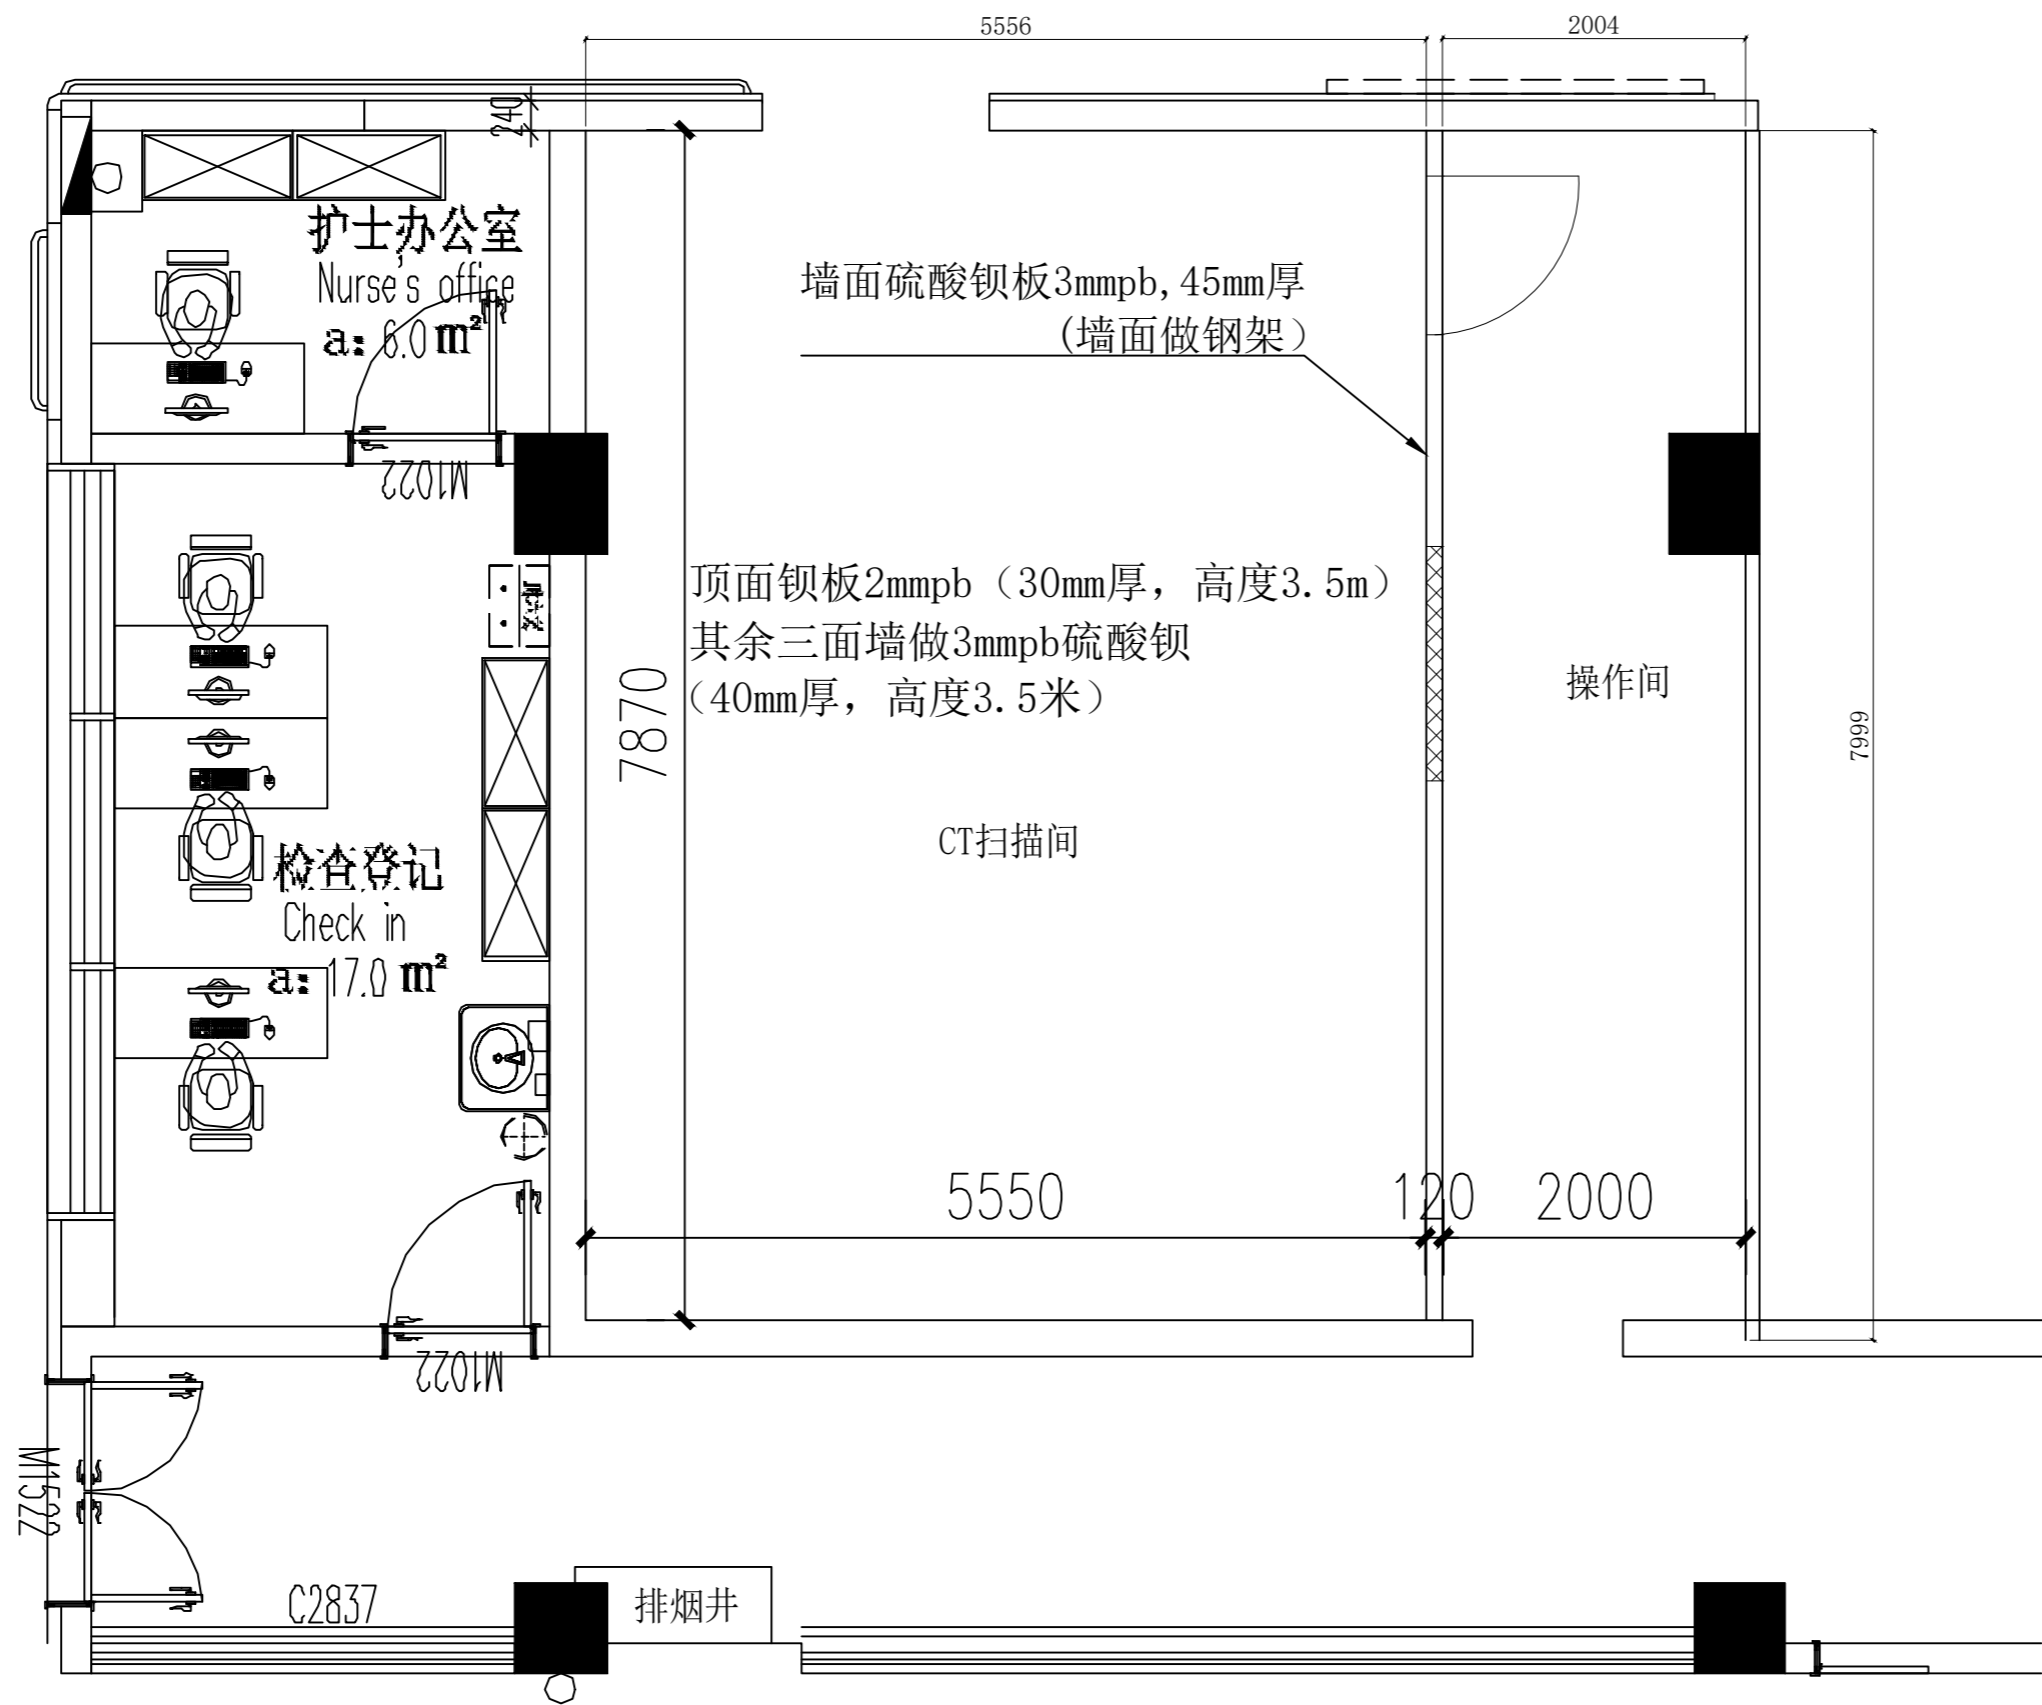 5556
2004
240
护士办公室
Nurse's office
a: 6.0 m²
墙面硫酸钡板3mmpb,45mm厚
(墙面做钢架）
M1022
顶面钡板2mmpb（30mm厚，高度3.5m）
其余三面墙做3mmpb硫酸钡
（40mm厚，高度3.5米）
7870
操作间
7999
CT扫描间
检查登记
Check in
a: 17.0 m²
5550
120
2000
M1022
M1522
C2837
排烟井